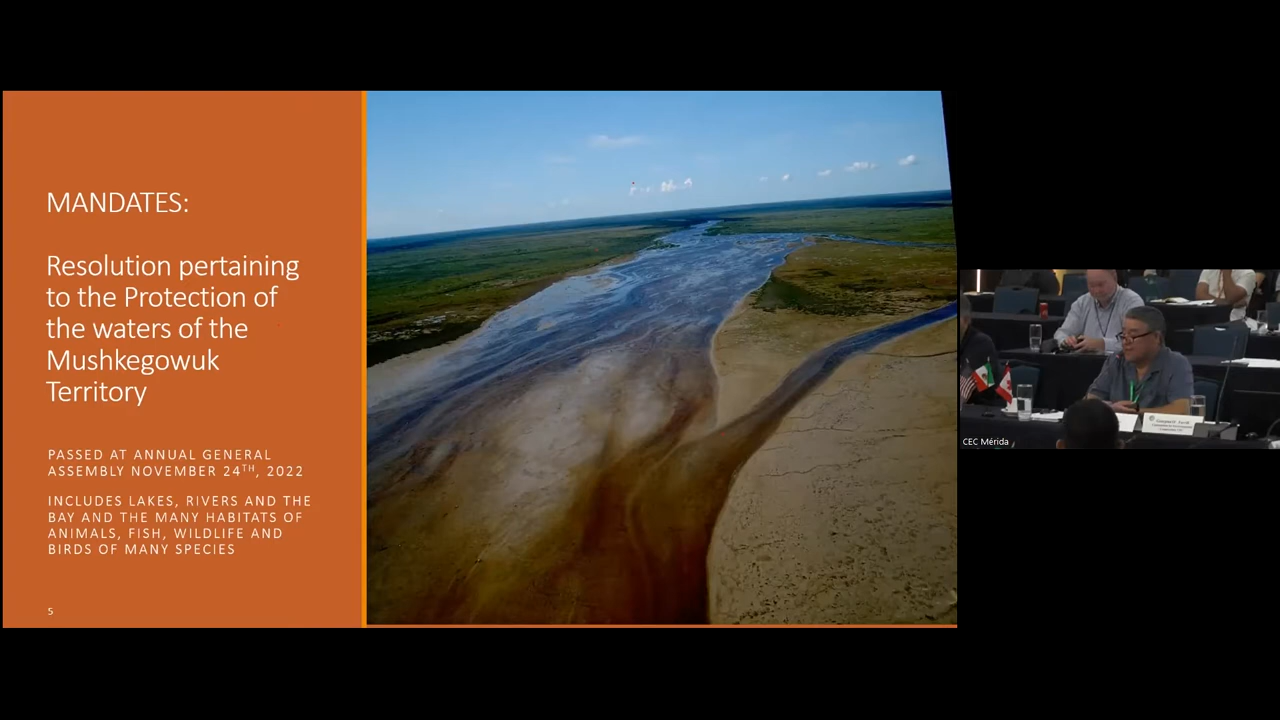 MANDATES:
Resolution pertaining
to the Protection of
the waters of the
Mushkegowuk
Territory
PASSED AT ANNUAL GENERAL
ASSEMBLY NOVEMBER 24TH, 2022
INCLUDES LAKES, RIVERS AND THE
BAY AND THE MANY HABITATS OF
ANIMALS, FISH, WILDLIFE AND
BIRDS OF MANY SPECIES
5
CEC Mérida